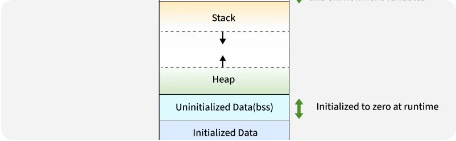 Stack
Heap
Uninitialized Data(bss)
Initialized to zero at runtime
Initialized Data